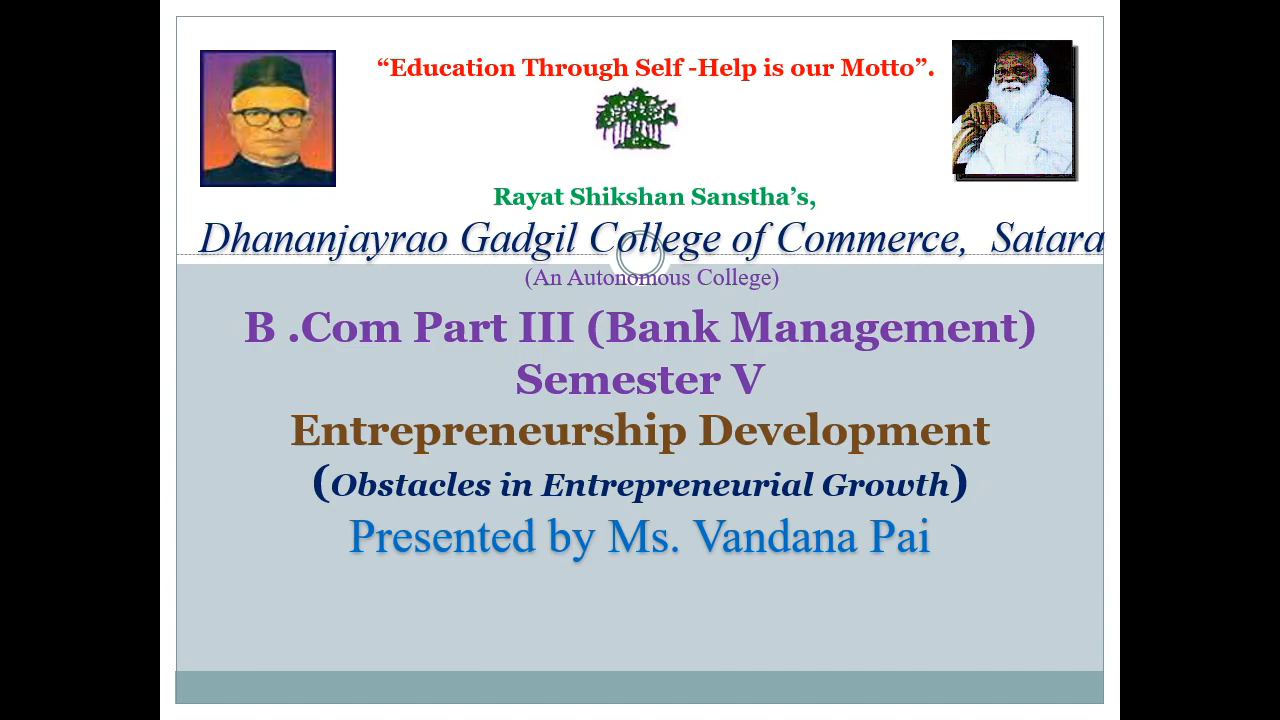 “Education Through Self -Help is our Motto”.
Rayat Shikshan Sanstha’s,
Dhananjayrao Gadgil College of Commerce,  Satara
(An Autonomous College)
B .Com Part III (Bank Management)
Semester V
Entrepreneurship Development
(Obstacles in Entrepreneurial Growth)
Presented by Ms. Vandana Pai